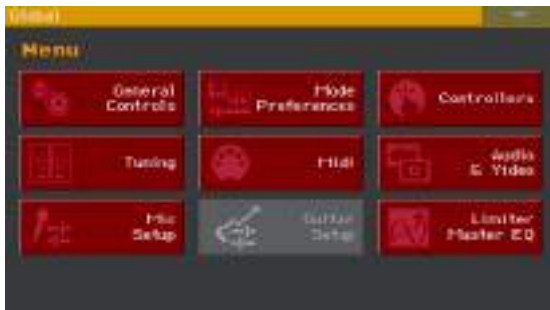 Global
Menu
General
Controls
Mode
Preferences
Controllers
Tuning
Midi
Audio
& Video
Mic
Setup
Guitar
Setup
Limiter
Master EQ